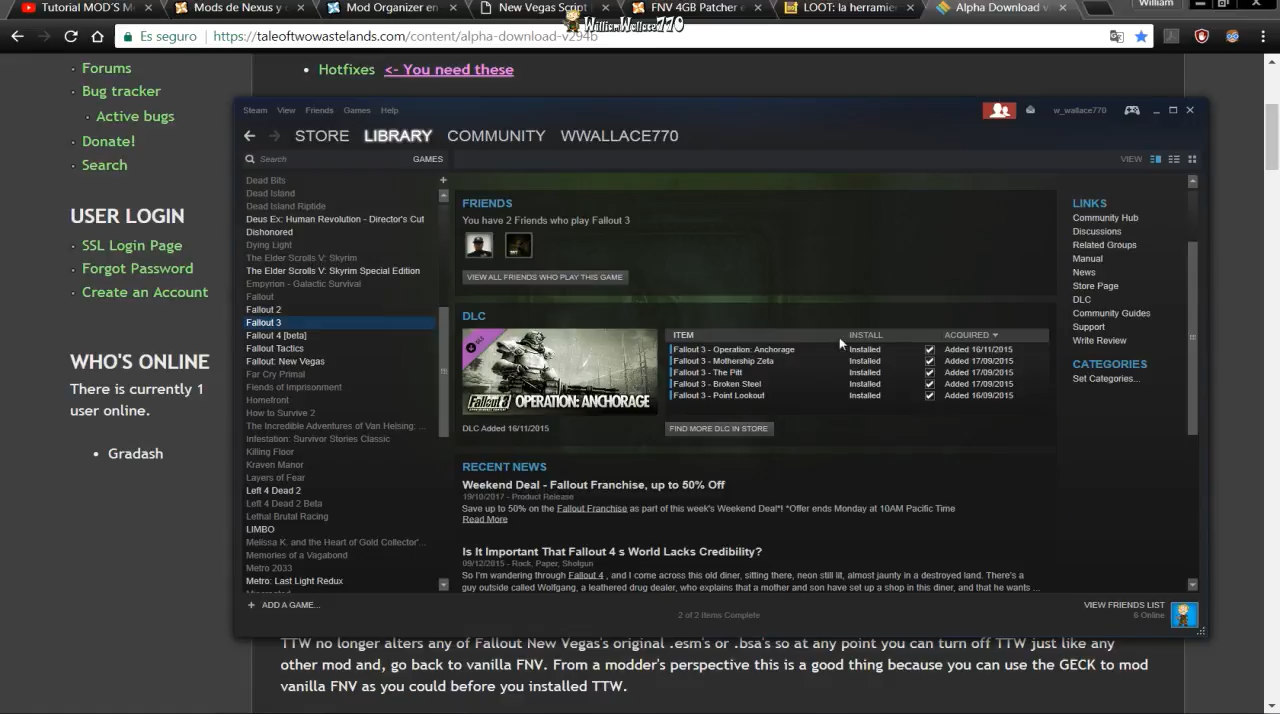 Tutorial MOD´S M
Mods de Nexus y
Mod Organizer en
New Vegas Script
FNV 4GB Patcher
LOOT: la herramie
Alpha Download v
William
WilliamWallace770
Es seguro
https://taleoftwowastelands.com/content/alpha-download-v294b
Forums
Bug tracker
Active bugs
Donate!
Search
USER LOGIN
SSL Login Page
Forgot Password
Create an Account
WHO'S ONLINE
There is currently 1
user online.
Gradash
Hotfixes <- You need these
Steam View Friends Games Help
w_wallace770
STORE LIBRARY COMMUNITY WWALLACE770
Search GAMES
VIEW
Dead Bits
Dead Island
Dead Island Riptide
Deus Ex: Human Revolution - Director's Cut
Dishonored
Dying Light
The Elder Scrolls V: Skyrim
The Elder Scrolls V: Skyrim Special Edition
Empyrion - Galactic Survival
Fallout
Fallout 2
Fallout 3
Fallout 4 [beta]
Fallout Tactics
Fallout: New Vegas
Far Cry Primal
Fiends of Imprisonment
Homefront
How to Survive 2
The Incredible Adventures of Van Helsing: ...
Infestation: Survivor Stories Classic
Killing Floor
Kraven Manor
Layers of Fear
Left 4 Dead 2
Left 4 Dead 2 Beta
Lethal Brutal Racing
LIMBO
Melissa K. and the Heart of Gold Collector'...
Memories of a Vagabond
Metro 2033
Metro: Last Light Redux
+ ADD A GAME...
FRIENDS
You have 2 Friends who play Fallout 3
VIEW ALL FRIENDS WHO PLAY THIS GAME
DLC
DLC
Fallout 3
OPERATION: ANCHORAGE
DLC Added 16/11/2015
ITEM INSTALL ACQUIRED
Fallout 3 - Operation: Anchorage Installed Added 16/11/2015
Fallout 3 - Mothership Zeta Installed Added 17/09/2015
Fallout 3 - The Pitt Installed Added 17/09/2015
Fallout 3 - Broken Steel Installed Added 17/09/2015
Fallout 3 - Point Lookout Installed Added 16/09/2015
FIND MORE DLC IN STORE
RECENT NEWS
Weekend Deal - Fallout Franchise, up to 50% Off
19/10/2017 - Product Release
Save up to 50% on the Fallout Franchise as part of this week's Weekend Deal*! *Offer ends Monday at 10AM Pacific Time
Read More
Is It Important That Fallout 4 s World Lacks Credibility?
09/12/2015 - Rock, Paper, Shotgun
So I'm wandering through Fallout 4 , and I come across this old diner, sitting there, neon still lit, almost jaunty in a destroyed land. There's a
guy outside called Wolfgang, a leathered drug dealer, who explains that a mother and son have set up a shop in this diner, and that he wants ...
LINKS
Community Hub
Discussions
Related Groups
Manual
News
Store Page
DLC
Community Guides
Support
Write Review
CATEGORIES
Set Categories...
2 of 2 Items Complete
VIEW FRIENDS LIST
6 Online
TTW no longer alters any of Fallout New Vegas's original .esm's or .bsa's so at any point you can turn off TTW just like any
other mod and, go back to vanilla FNV. From a modder's perspective this is a good thing because you can use the GECK to mod
vanilla FNV as you could before you installed TTW.